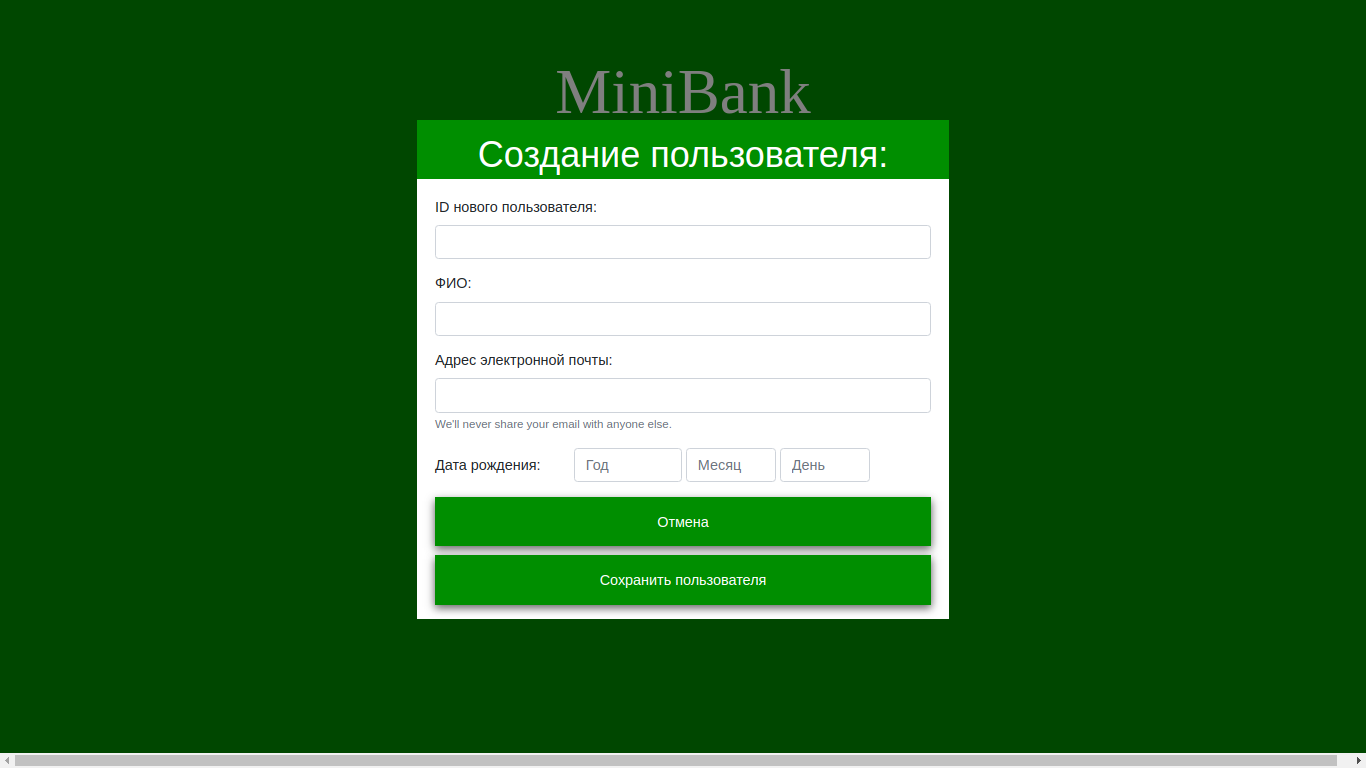 MiniBank
Создание пользователя:
ID нового пользователя:
ФИО:
Адрес электронной почты:
We'll never share your email with anyone else.
Дата рождения: Год Месяц День
Отмена
Сохранить пользователя